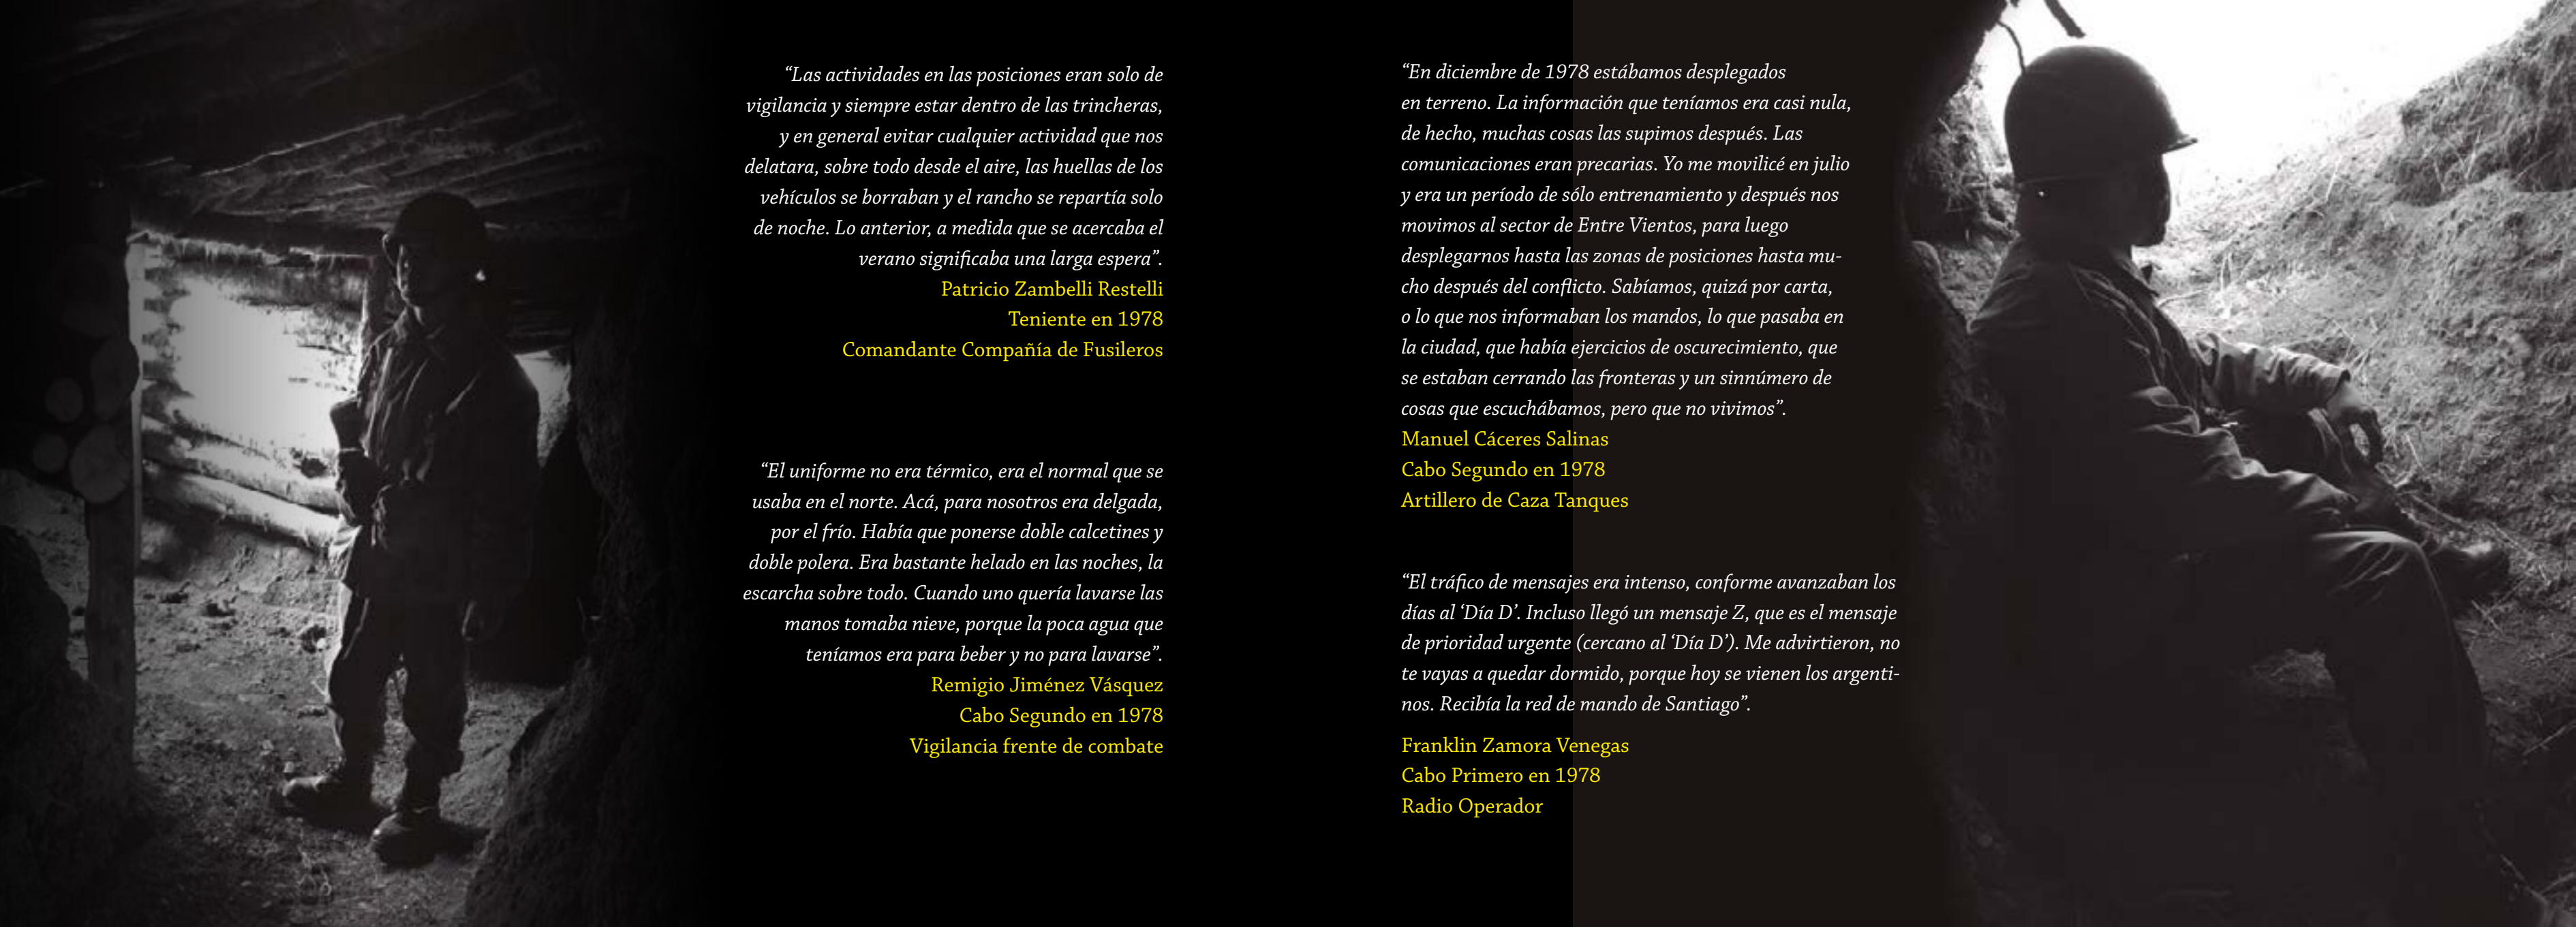 “Las actividades en las posiciones eran solo de
vigilancia y siempre estar dentro de las trincheras,
y en general evitar cualquier actividad que nos
delatara, sobre todo desde el aire, las huellas de los
vehículos se borraban y el rancho se repartía solo
de noche. Lo anterior, a medida que se acercaba el
verano significaba una larga espera”.
Patricio Zambelli Restelli
Teniente en 1978
Comandante Compañía de Fusileros
“El uniforme no era térmico, era el normal que se
usaba en el norte. Acá, para nosotros era delgada,
por el frío. Había que ponerse doble calcetines y
doble polera. Era bastante helado en las noches, la
escarcha sobre todo. Cuando uno quería lavarse las
manos tomaba nieve, porque la poca agua que
teníamos era para beber y no para lavarse”.
Remigio Jiménez Vásquez
Cabo Segundo en 1978
Vigilancia frente de combate
“En diciembre de 1978 estábamos desplegados
en terreno. La información que teníamos era casi nula,
de hecho, muchas cosas las supimos después. Las
comunicaciones eran precarias. Yo me movilicé en julio
y era un período de sólo entrenamiento y después nos
movimos al sector de Entre Vientos, para luego
desplegarnos hasta las zonas de posiciones hasta mu-
cho después del conflicto. Sabíamos, quizá por carta,
o lo que nos informaban los mandos, lo que pasaba en
la ciudad, que había ejercicios de oscurecimiento, que
se estaban cerrando las fronteras y un sinnúmero de
cosas que escuchábamos, pero que no vivimos”.
Manuel Cáceres Salinas
Cabo Segundo en 1978
Artillero de Caza Tanques
“El tráfico de mensajes era intenso, conforme avanzaban los
días al ‘Día D’. Incluso llegó un mensaje Z, que es el mensaje
de prioridad urgente (cercano al ‘Día D’). Me advirtieron, no
te vayas a quedar dormido, porque hoy se vienen los argenti-
nos. Recibía la red de mando de Santiago”.
Franklin Zamora Venegas
Cabo Primero en 1978
Radio Operador